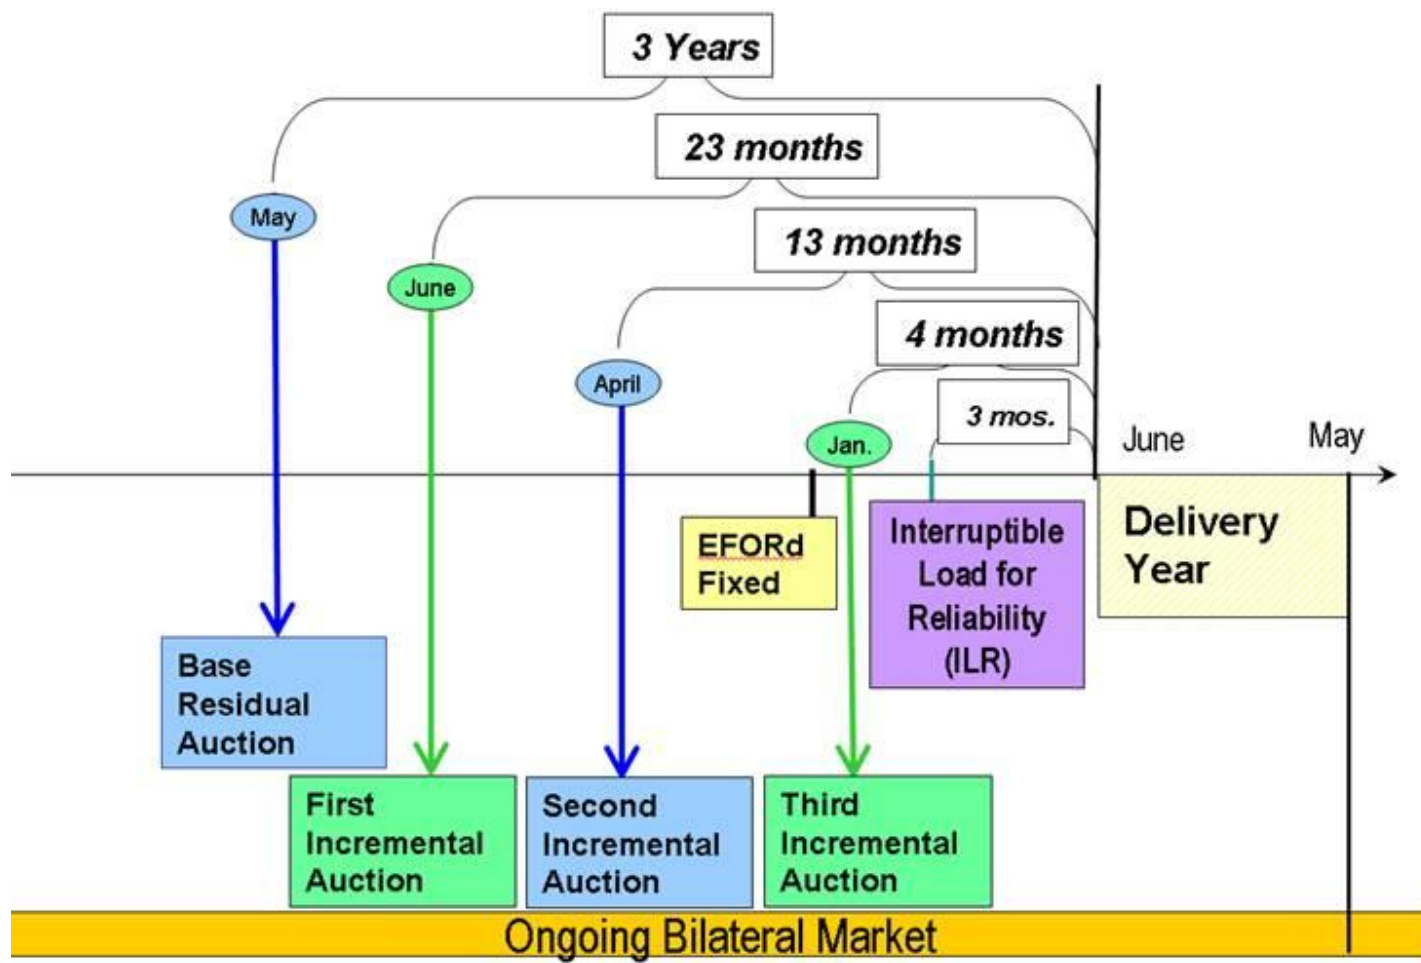 3 Years
23 months
13 months
4 months
3 mos.
May
June
April
Jan.
June
May
EFORd
Fixed
Interruptible
Load for
Reliability
(ILR)
Delivery
Year
Base
Residual
Auction
First
Incremental
Auction
Second
Incremental
Auction
Third
Incremental
Auction
Ongoing Bilateral Market